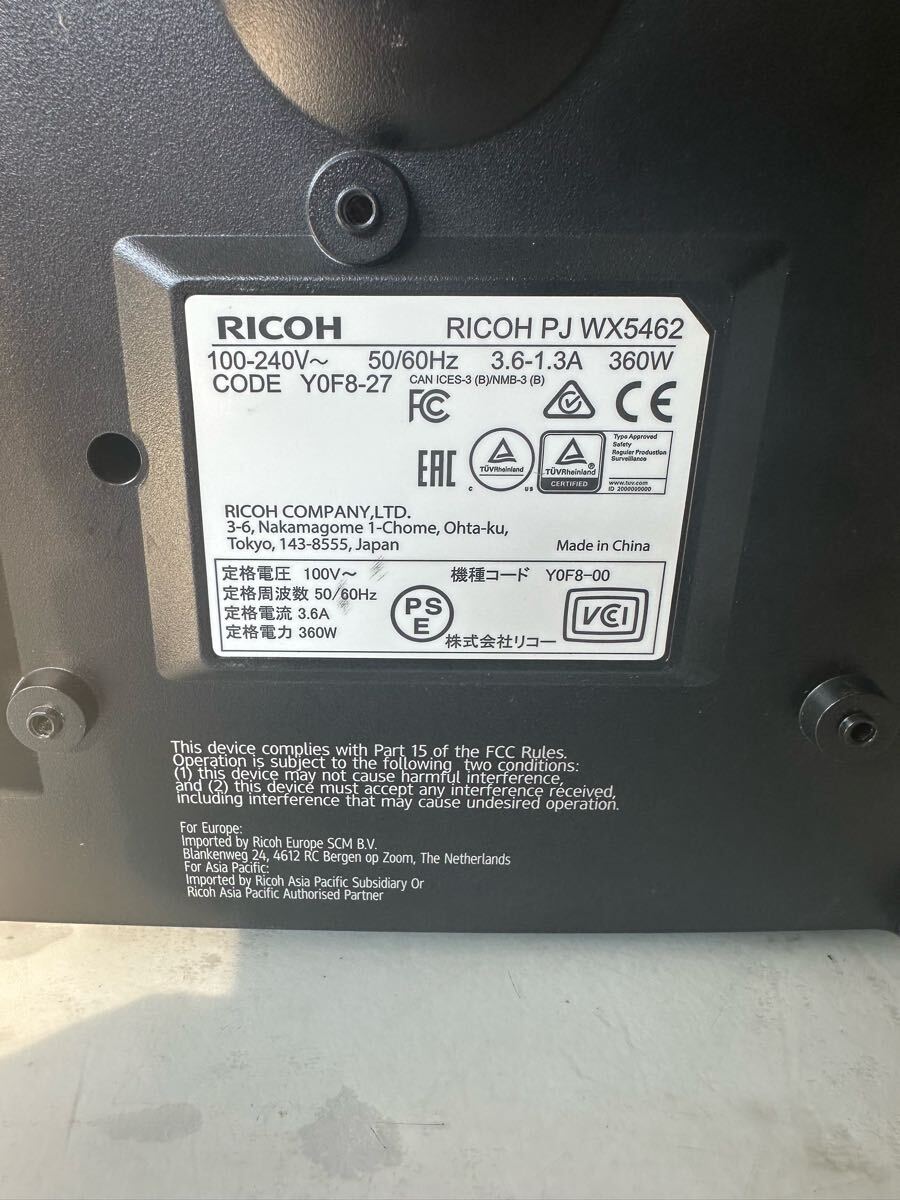 RICOH RICOH PJ WX5462
100-240V～ 50/60Hz 3.6-1.3A 360W
CODE Y0F8-27 CAN ICES-3 (B)/NMB-3 (B)
FC CE
EAC TÜVRheinland C US TÜVRheinland® CERTIFIED
Type Approved
Safety
Regular Production
Surveillance
www.tuv.com
ID 2000000000
RICOH COMPANY,LTD.
3-6, Nakamagome 1-Chome, Ohta-ku,
Tokyo, 143-8555, Japan Made in China
定格電圧 100V～ 機種コード Y0F8-00
定格周波数 50/60Hz
定格電流 3.6A PSE VCCI
定格電力 360W 株式会社リコー
This device complies with Part 15 of the FCC Rules.
Operation is subject to the following two conditions:
(1) this device may not cause harmful interference,
and (2) this device must accept any interference received,
including interference that may cause undesired operation.
For Europe:
Imported by Ricoh Europe SCM B.V.
Blankenweg 24, 4612 RC Bergen op Zoom, The Netherlands
For Asia Pacific:
Imported by Ricoh Asia Pacific Subsidiary Or
Ricoh Asia Pacific Authorised Partner